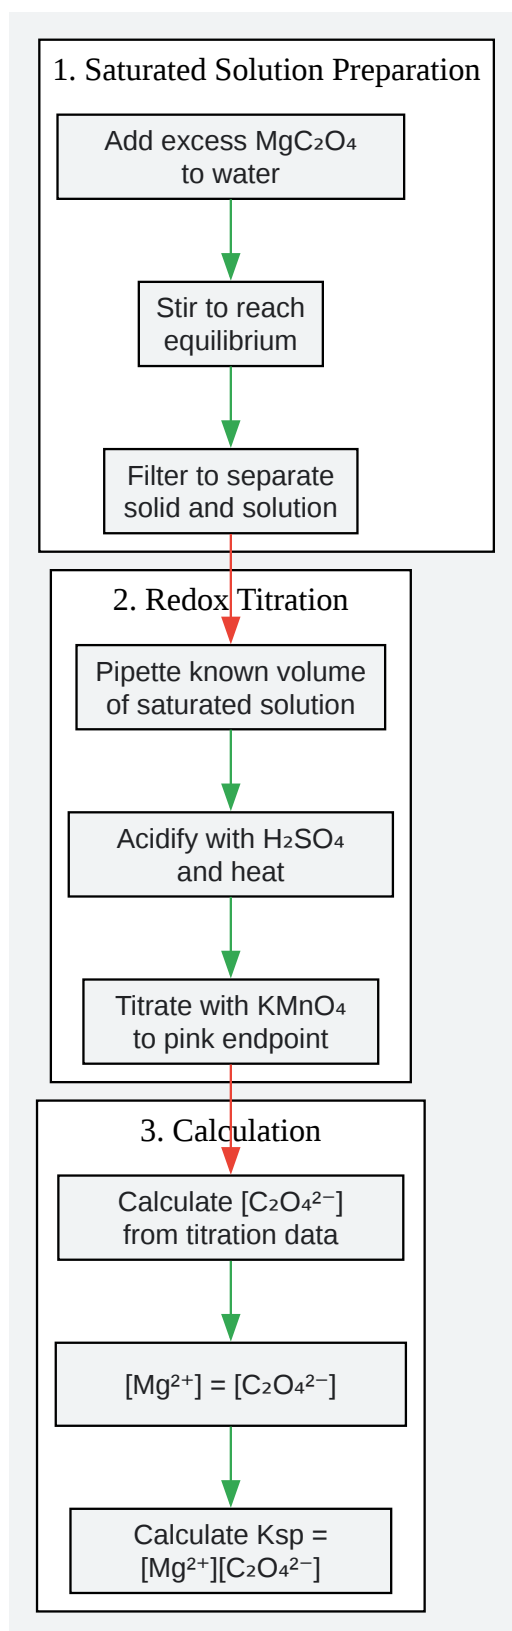 1. Saturated Solution Preparation
Add excess MgC₂O₄
to water
Stir to reach
equilibrium
Filter to separate
solid and solution
2. Redox Titration
Pipette known volume
of saturated solution
Acidify with H₂SO₄
and heat
Titrate with KMnO₄
to pink endpoint
3. Calculation
Calculate [C₂O₄²⁻]
from titration data
[Mg²⁺] = [C₂O₄²⁻]
Calculate Ksp =
[Mg²⁺][C₂O₄²⁻]